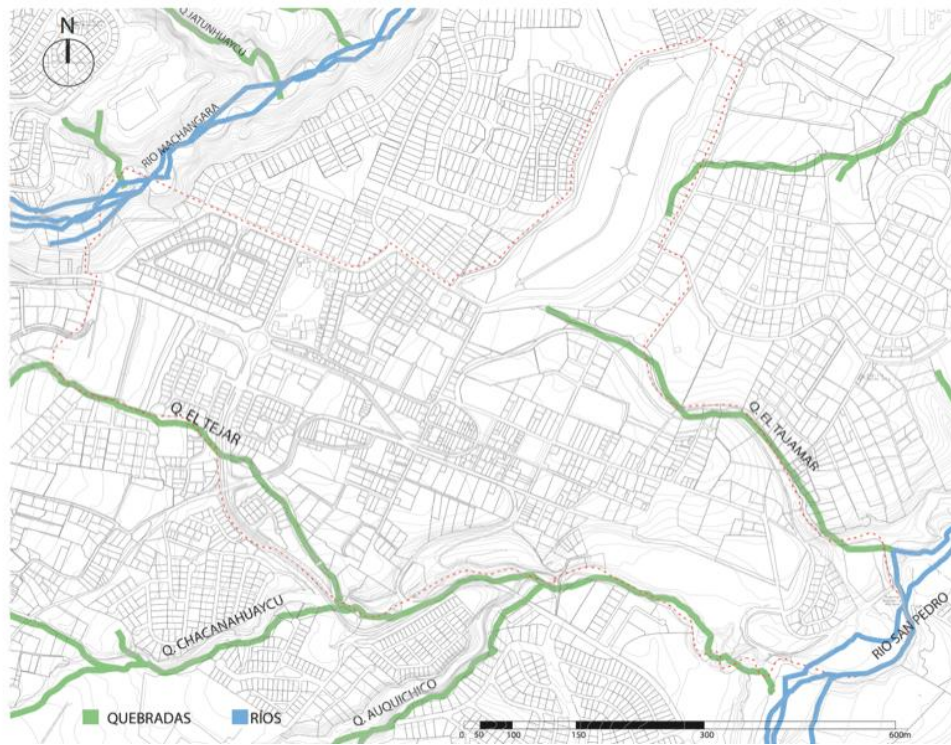 N
Q. JATUNHUAYCU
RIO MACHANGARA
Q. EL TEJAR
Q. EL TAJAMAR
Q. CHACANAHUAYCU
Q. AUQUICHICO
RIO SAN PEDRO
QUEBRADAS
RÍOS
0 50 100 150 300 600m